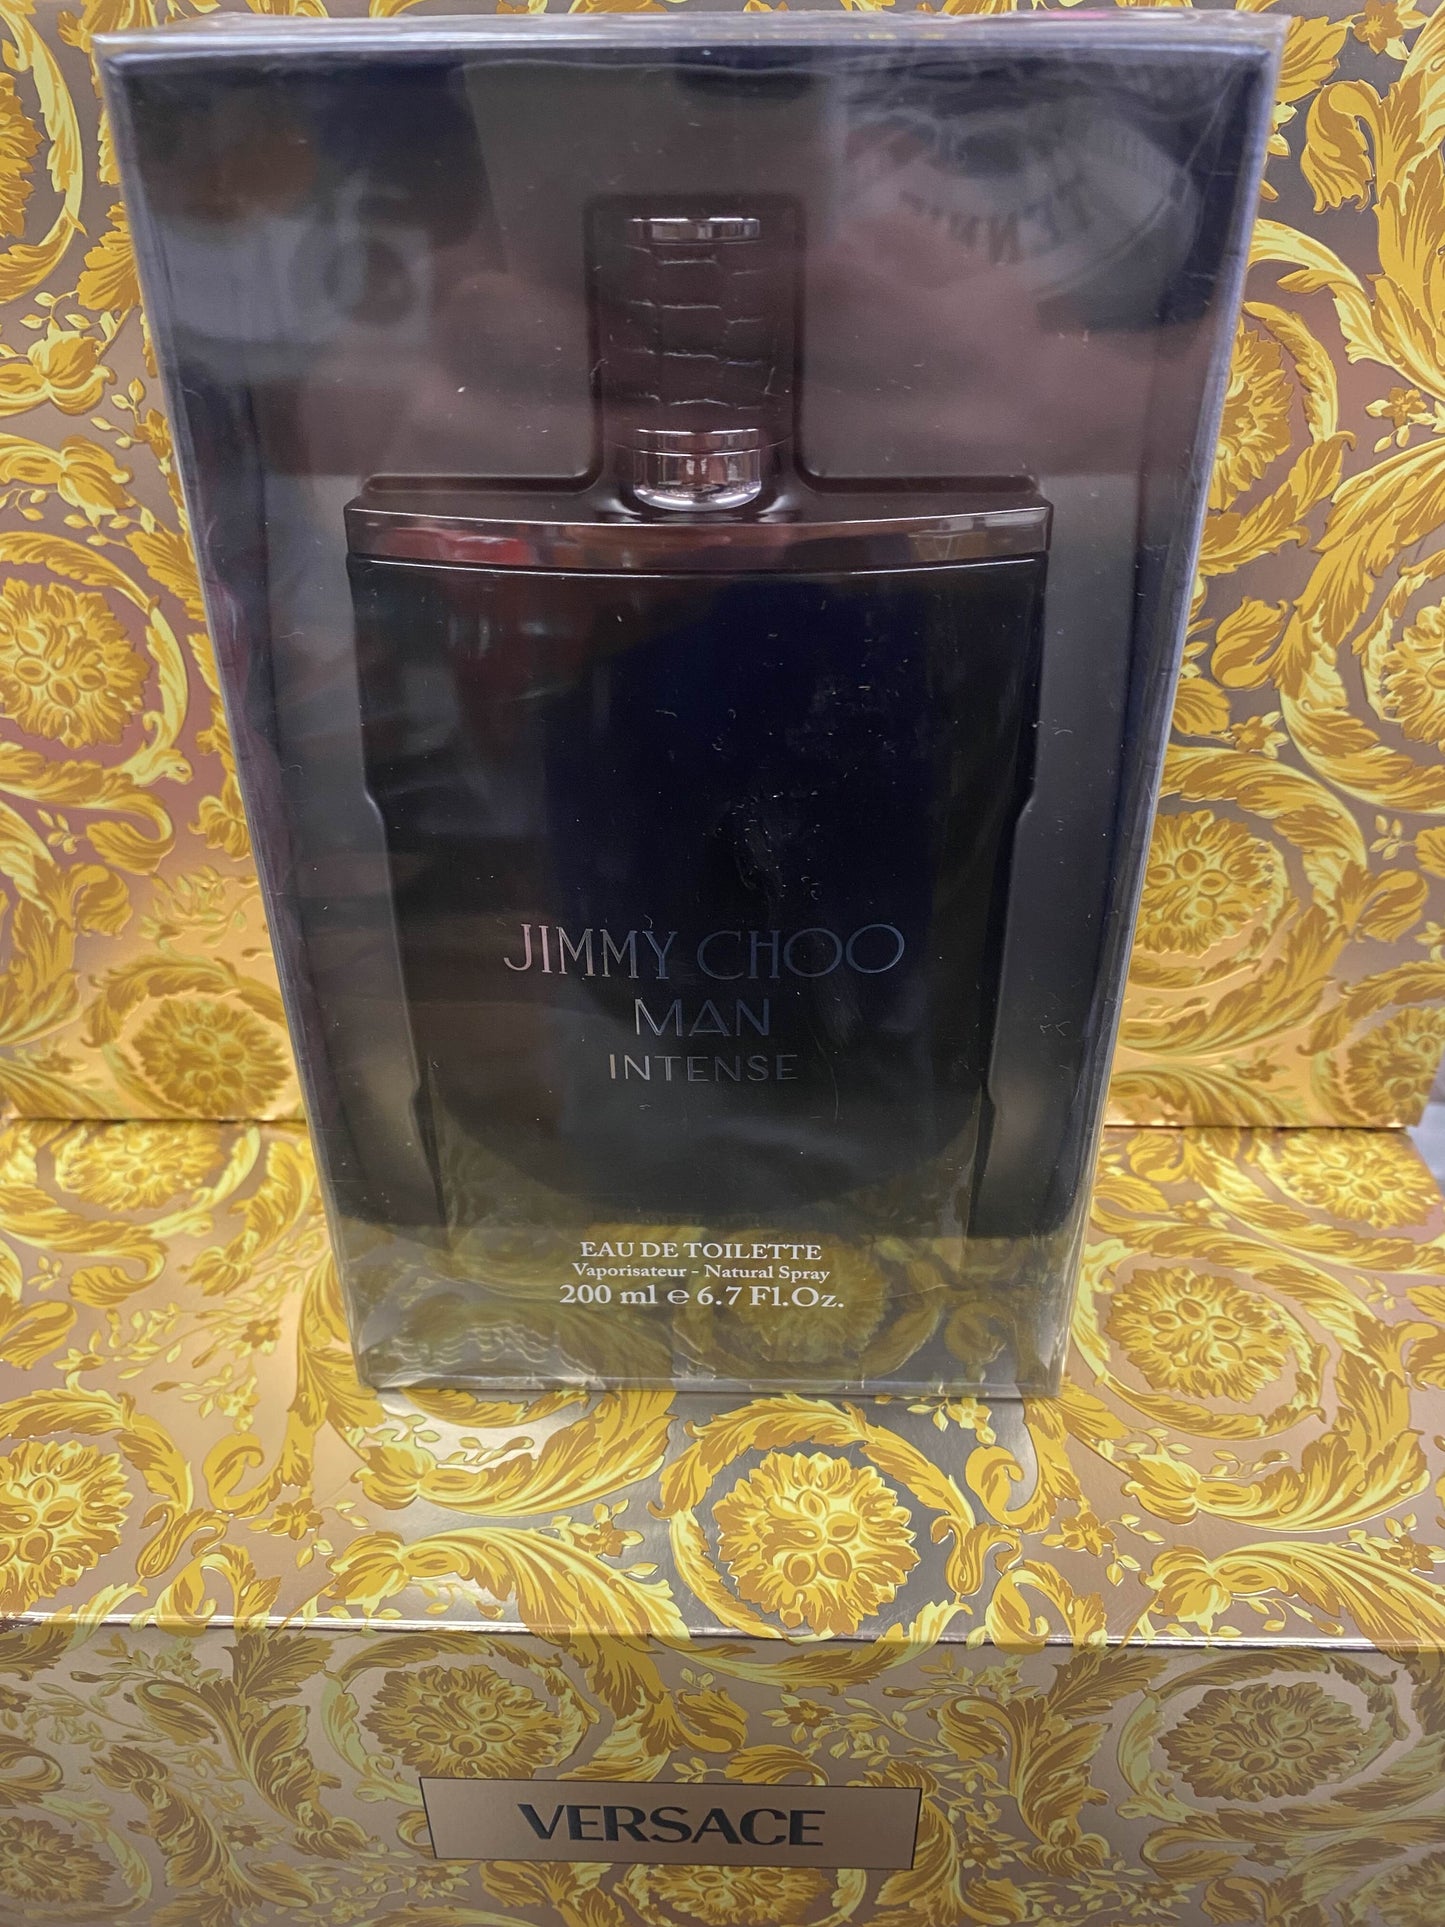 JIMMY CHOO
MAN
INTENSE
EAU DE TOILETTE
Vaporisateur - Natural Spray
200 ml e 6.7 Fl.Oz.
VERSACE